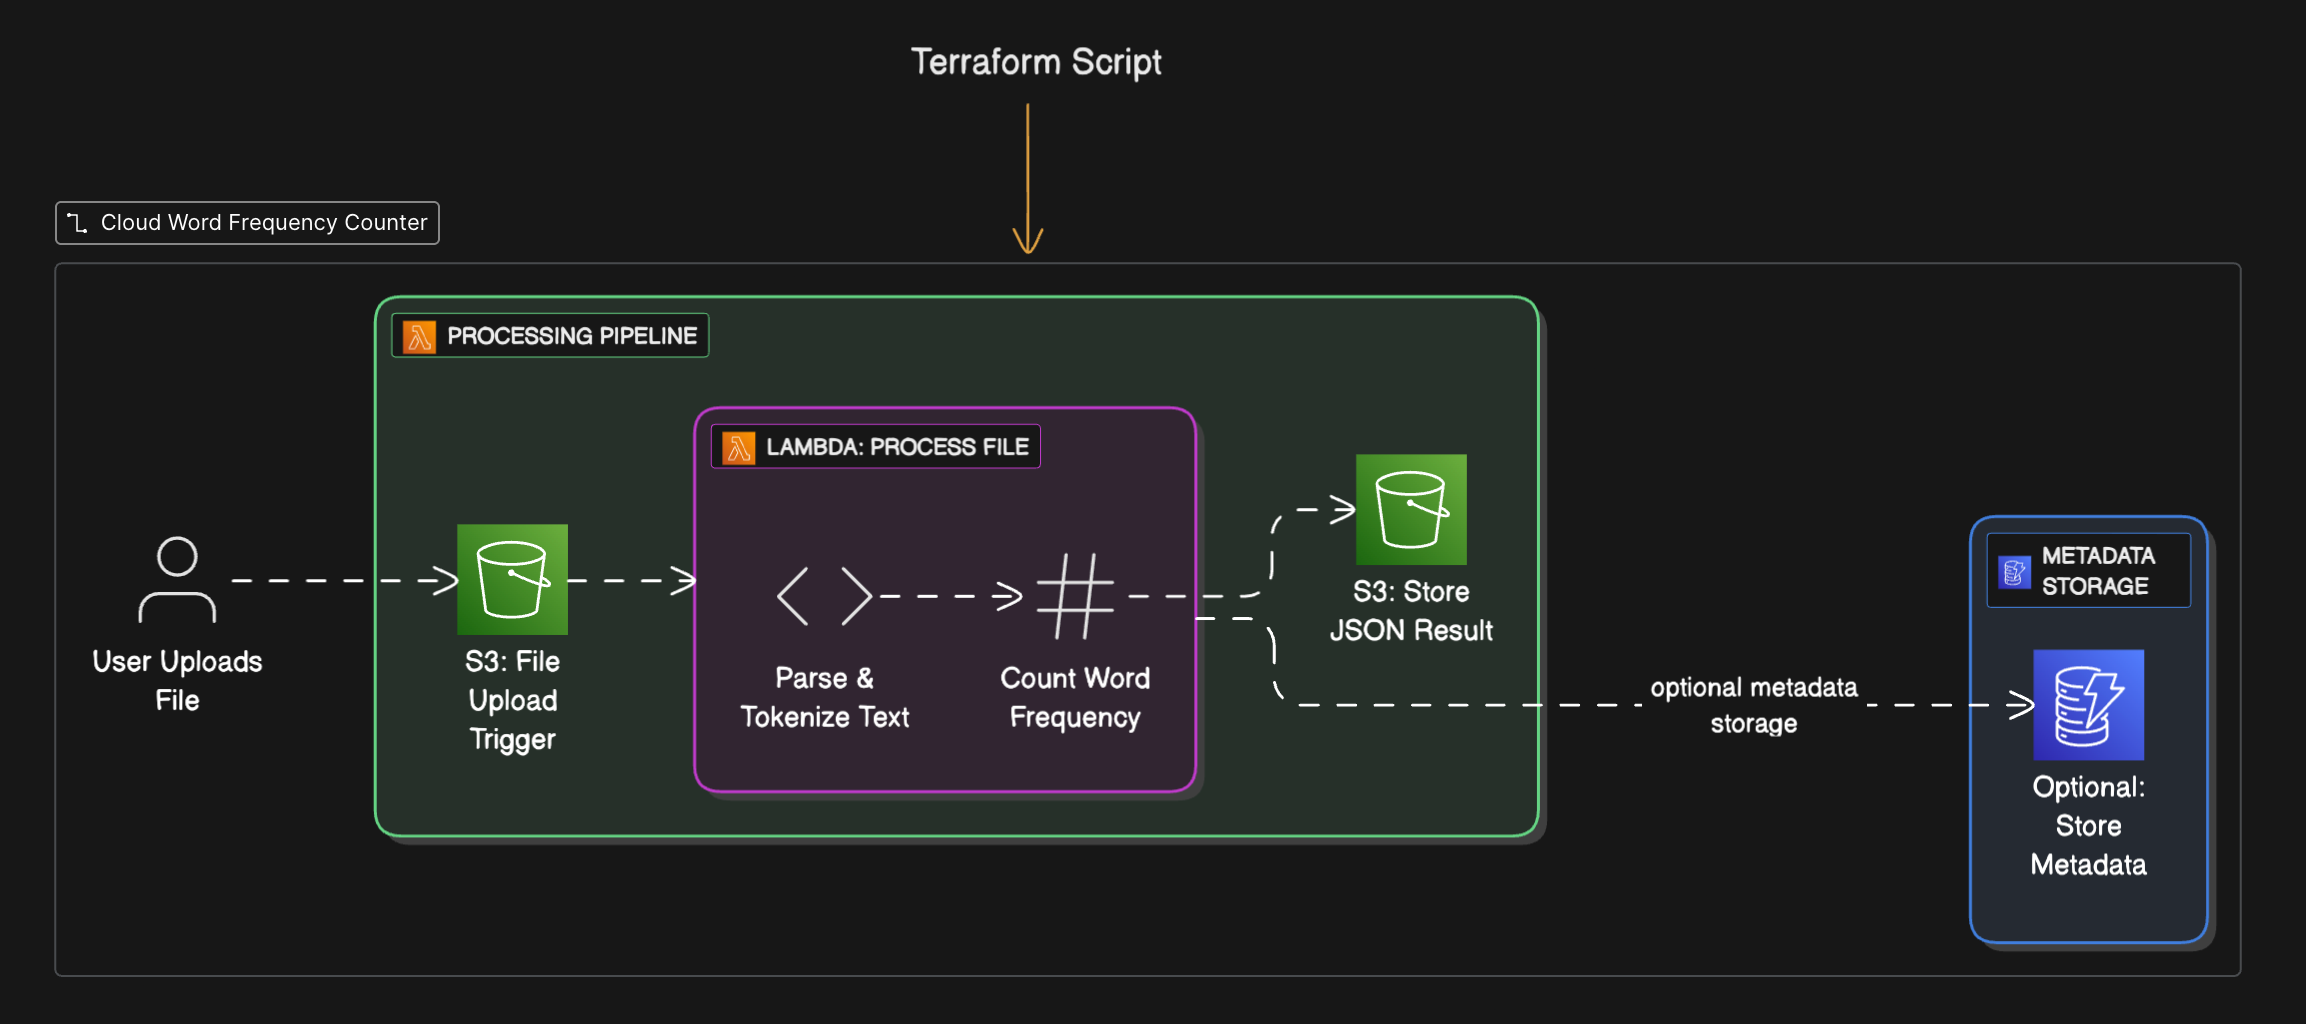 Terraform Script
Cloud Word Frequency Counter
PROCESSING PIPELINE
LAMBDA: PROCESS FILE
User Uploads
File
S3: File
Upload
Trigger
Parse &
Tokenize Text
Count Word
Frequency
S3: Store
JSON Result
optional metadata
storage
METADATA
STORAGE
Optional:
Store
Metadata